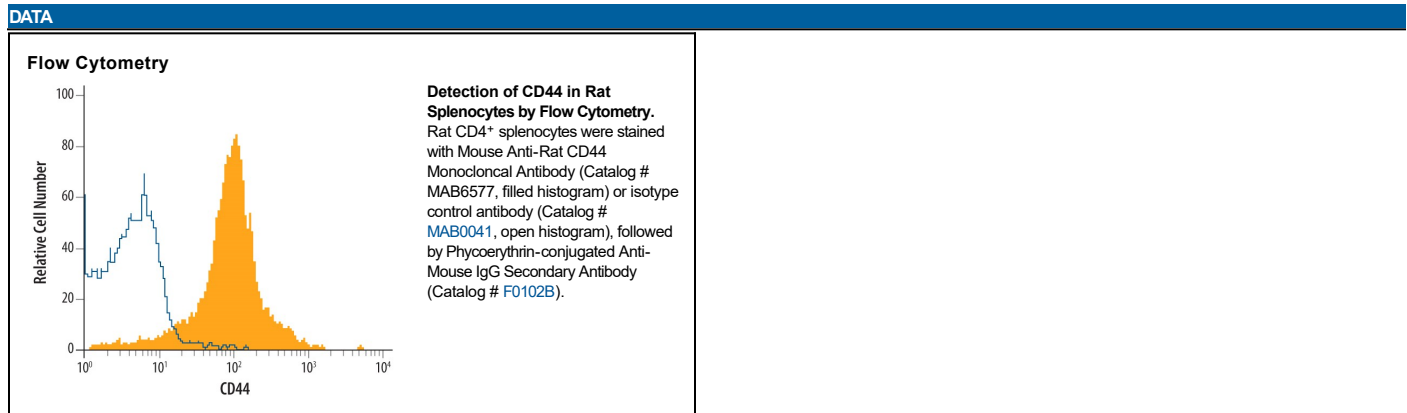 DATA
Flow Cytometry
100
80
60
40
20
0
Relative Cell Number
10⁰ 10¹ 10² 10³ 10⁴
CD44
Detection of CD44 in Rat
Splenocytes by Flow Cytometry.
Rat CD4⁺ splenocytes were stained
with Mouse Anti-Rat CD44
Monocloncal Antibody (Catalog #
MAB6577, filled histogram) or isotype
control antibody (Catalog #
MAB0041, open histogram), followed
by Phycoerythrin-conjugated Anti-
Mouse IgG Secondary Antibody
(Catalog # F0102B).